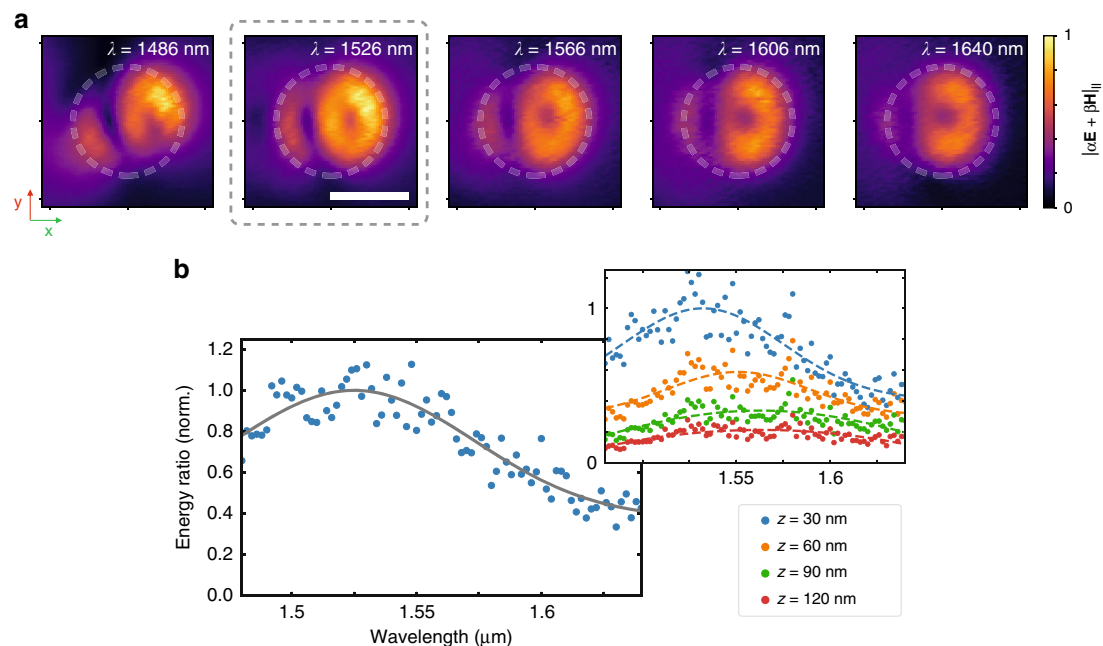 a
λ = 1486 nm
λ = 1526 nm
λ = 1566 nm
λ = 1606 nm
λ = 1640 nm
1
0
|αE + βH|||
y
x
b
Energy ratio (norm.)
1.0
0.8
0.6
0.4
0.2
0.0
1.5
1.55
1.6
Wavelength (μm)
1
0
1.55
1.6
z = 30 nm
z = 60 nm
z = 90 nm
z = 120 nm